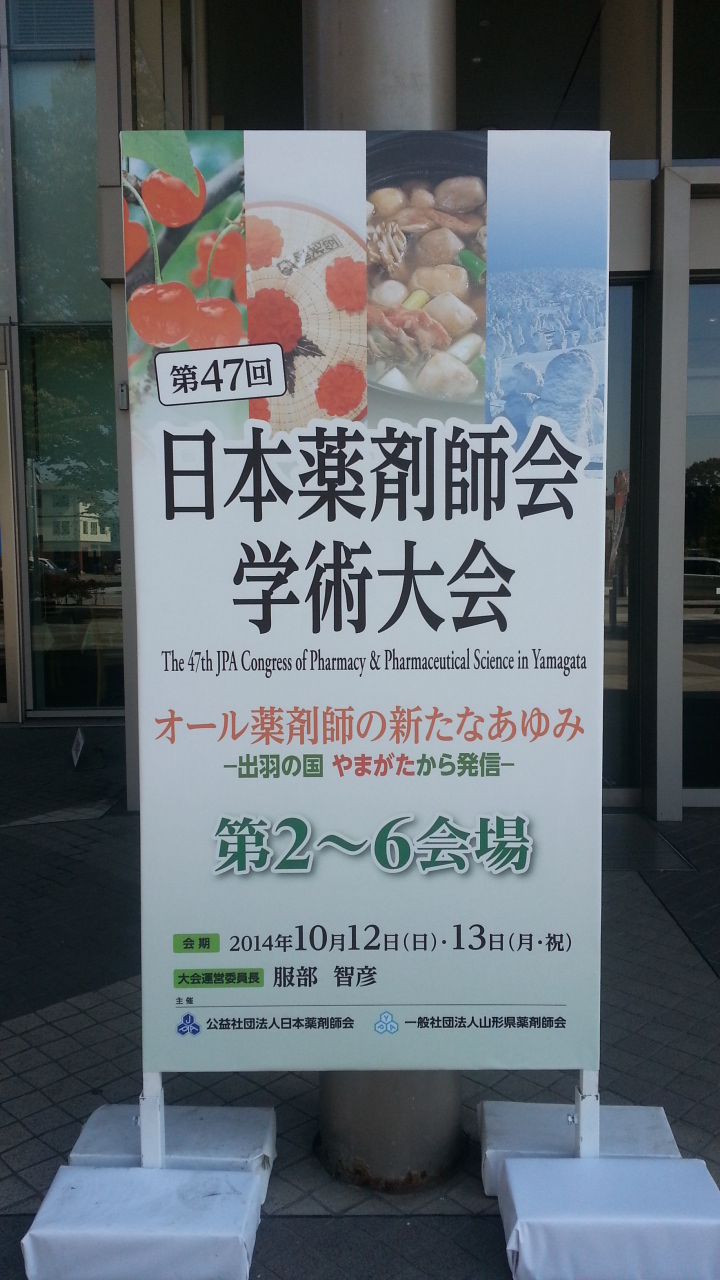 第47回
日本薬剤師会
学術大会
The 47th JPA Congress of Pharmacy & Pharmaceutical Science in Yamagata
オール薬剤師の新たなあゆみ
−出羽の国 やまがたから発信−
第2〜6会場
会期 2014年10月12日(日)・13日(月・祝)
大会運営委員長 服部 智彦
主催
公益社団法人日本薬剤師会 一般社団法人山形県薬剤師会